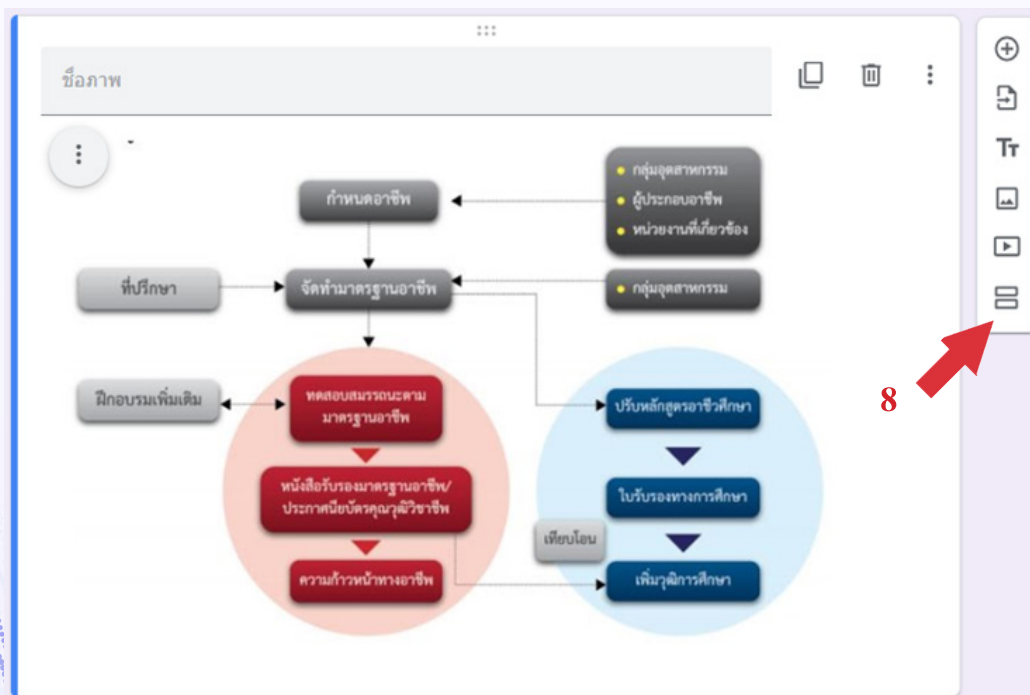 ชื่อภาพ
กำหนดอาชีพ
กลุ่มอุตสาหกรรม
ผู้ประกอบอาชีพ
หน่วยงานที่เกี่ยวข้อง
ที่ปรึกษา
จัดทำมาตรฐานอาชีพ
กลุ่มอุตสาหกรรม
ฝึกอบรมเพิ่มเติม
ทดสอบสมรรถนะตาม
มาตรฐานอาชีพ
ปรับหลักสูตรอาชีวศึกษา
8
หนังสือรับรองมาตรฐานอาชีพ/
ประกาศนียบัตรคุณวุฒิวิชาชีพ
ใบรับรองทางการศึกษา
เทียบโอน
ความก้าวหน้าทางอาชีพ
เพิ่มวุฒิการศึกษา
Tт